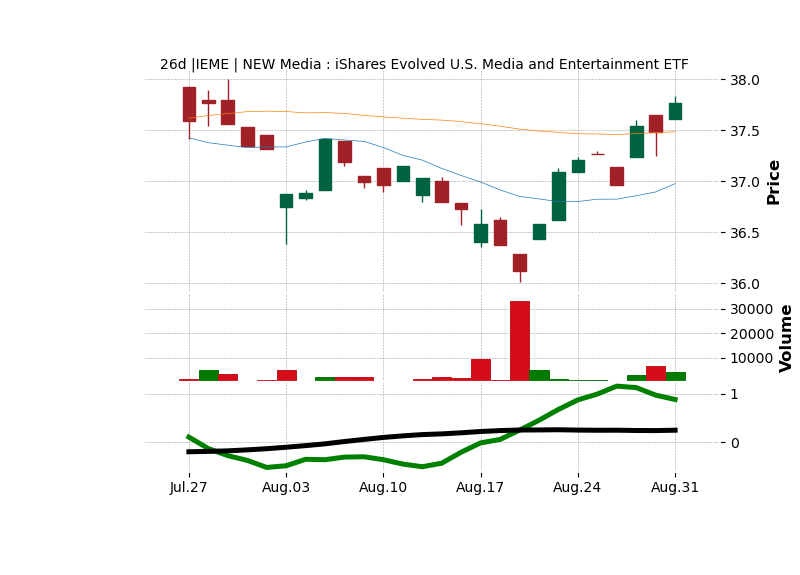 26d |IEME | NEW Media : iShares Evolved U.S. Media and Entertainment ETF
38.0
37.5
37.0
36.5
36.0
Price
30000
20000
10000
Volume
1
0
Jul.27 Aug.03 Aug.10 Aug.17 Aug.24 Aug.31